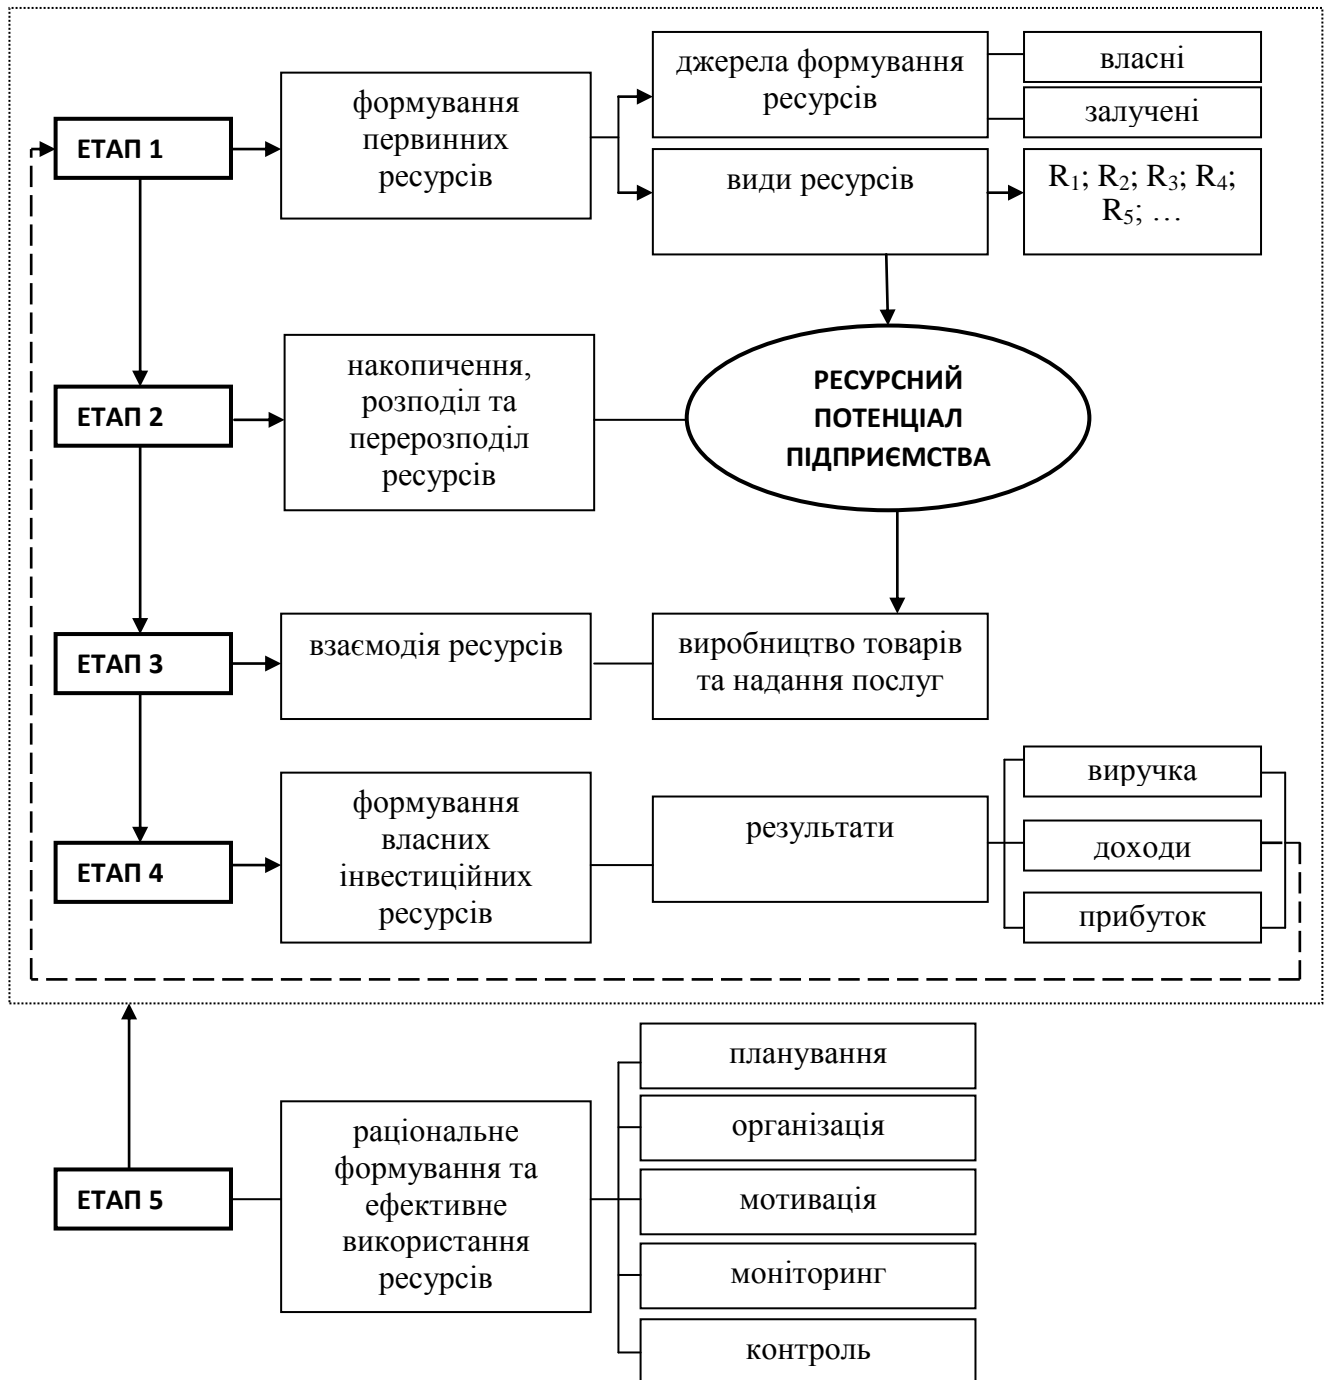 ЕТАП 1
формування
первинних
ресурсів
джерела формування
ресурсів
власні
залучені
види ресурсів
R₁; R₂; R₃; R₄;
R₅; …
ЕТАП 2
накопичення,
розподіл та
перерозподіл
ресурсів
РЕСУРСНИЙ
ПОТЕНЦІАЛ
ПІДПРИЄМСТВА
ЕТАП 3
взаємодія ресурсів
виробництво товарів
та надання послуг
ЕТАП 4
формування
власних
інвестиційних
ресурсів
результати
виручка
доходи
прибуток
ЕТАП 5
раціональне
формування та
ефективне
використання
ресурсів
планування
організація
мотивація
моніторинг
контроль